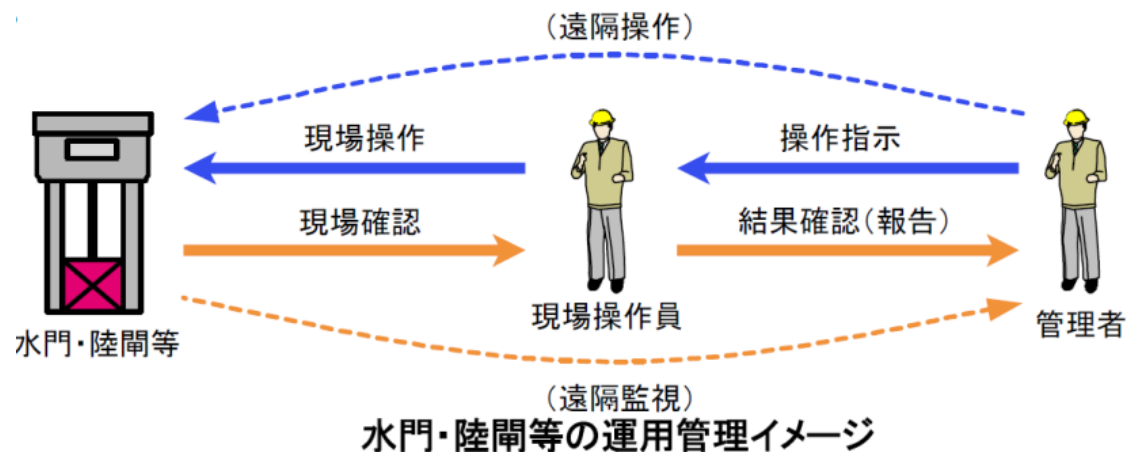 （遠隔操作）
現場操作
操作指示
現場確認
結果確認（報告）
水門・陸閘等
現場操作員
管理者
（遠隔監視）
水門・陸閘等の運用管理イメージ